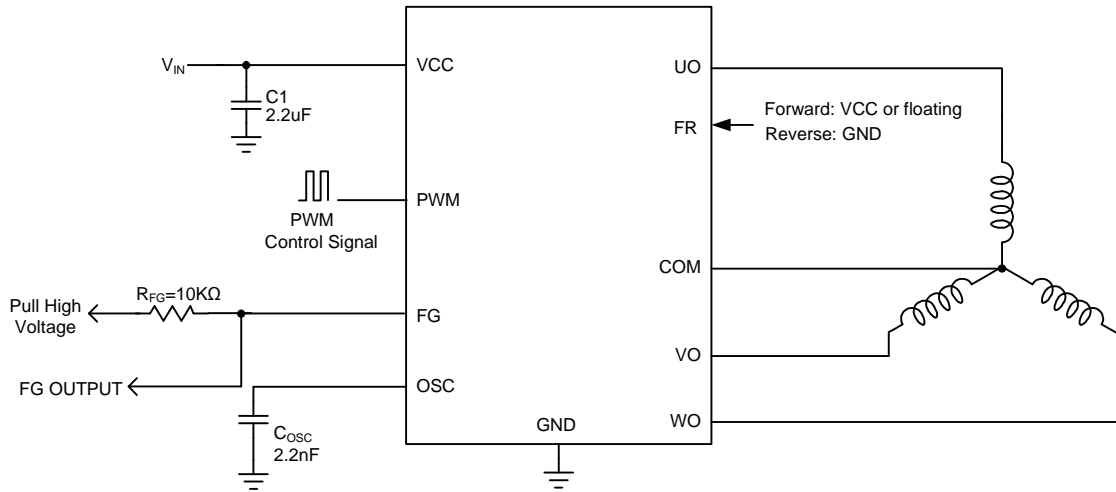 V_IN
C1
2.2uF
VCC
PWM
Control Signal
PWM
Pull High
Voltage
R_FG=10KΩ
FG
FG OUTPUT
OSC
C_OSC
2.2nF
GND
UO
FR
Forward: VCC or floating
Reverse: GND
COM
VO
WO